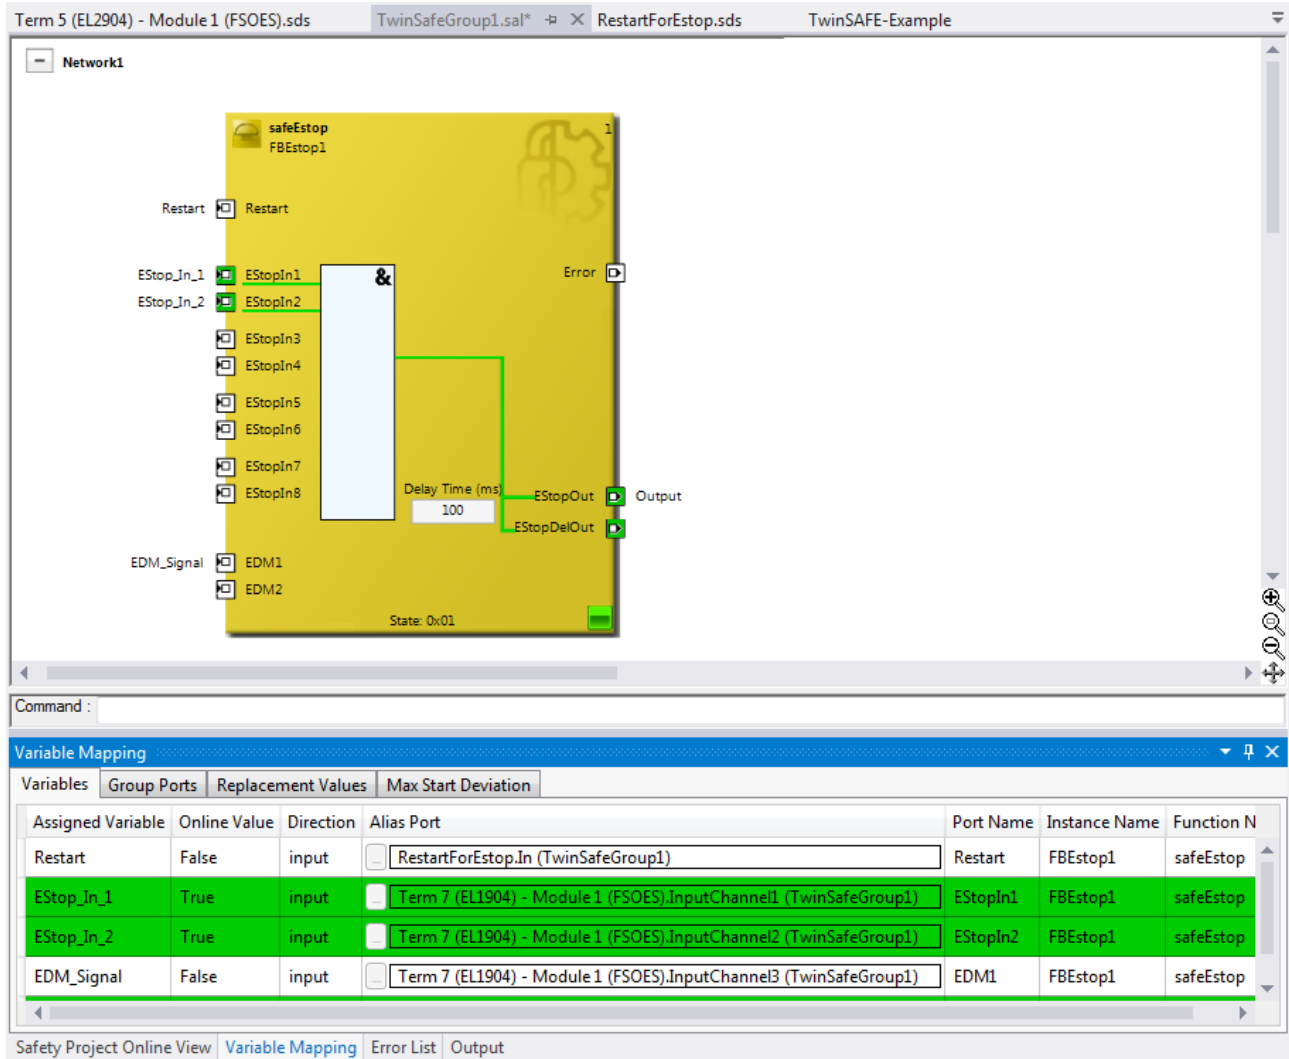 Term 5 (EL2904) - Module 1 (FSOES).sds TwinSafeGroup1.sal* RestartForEstop.sds TwinSAFE-Example
Network1
safeEstop 1
FBEstop1
Restart Restart
EStop_In_1 EStopIn1 & Error
EStop_In_2 EStopIn2
EStopIn3
EStopIn4
EStopIn5
EStopIn6
EStopIn7
Delay Time (ms)
EStopIn8 EStopOut Output
100
EStopDelOut
EDM_Signal EDM1
EDM2
State: 0x01
Command :
Variable Mapping
Variables Group Ports Replacement Values Max Start Deviation
Assigned Variable Online Value Direction Alias Port Port Name Instance Name Function N
Restart False input ... RestartForEstop.In (TwinSafeGroup1) Restart FBEstop1 safeEstop
EStop_In_1 True input ... Term 7 (EL1904) - Module 1 (FSOES).InputChannel1 (TwinSafeGroup1) EStopIn1 FBEstop1 safeEstop
EStop_In_2 True input ... Term 7 (EL1904) - Module 1 (FSOES).InputChannel2 (TwinSafeGroup1) EStopIn2 FBEstop1 safeEstop
EDM_Signal False input ... Term 7 (EL1904) - Module 1 (FSOES).InputChannel3 (TwinSafeGroup1) EDM1 FBEstop1 safeEstop
Safety Project Online View Variable Mapping Error List Output